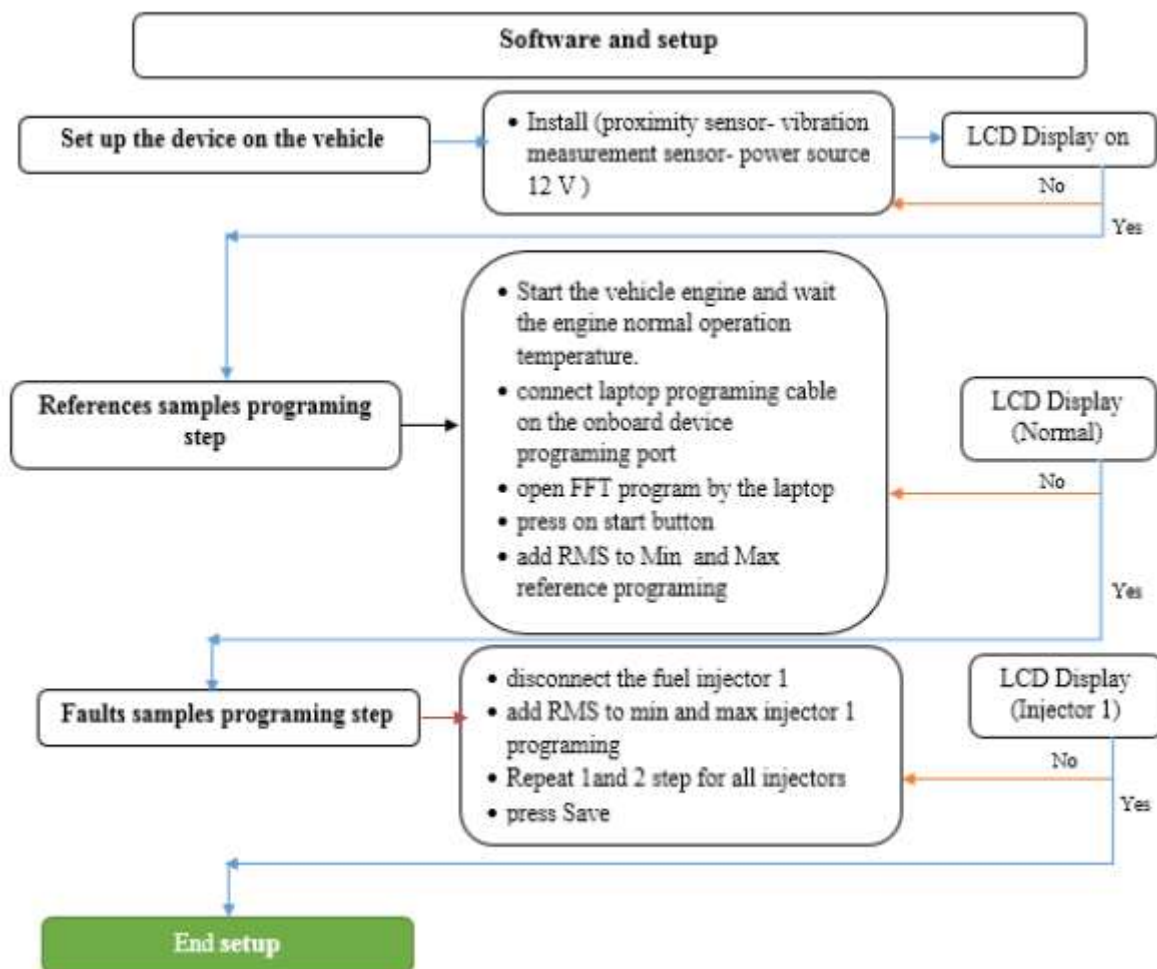 Software and setup
Set up the device on the vehicle
• Install (proximity sensor- vibration
measurement sensor- power source
12 V )
LCD Display on
No
Yes
References samples programing
step
• Start the vehicle engine and wait
the engine normal operation
temperature.
• connect laptop programing cable
on the onboard device
programing port
• open FFT program by the laptop
• press on start button
• add RMS to Min and Max
reference programing
LCD Display
(Normal)
No
Yes
Faults samples programing step
• disconnect the fuel injector 1
• add RMS to min and max injector 1
programing
• Repeat 1and 2 step for all injectors
• press Save
LCD Display
(Injector 1)
No
Yes
End setup